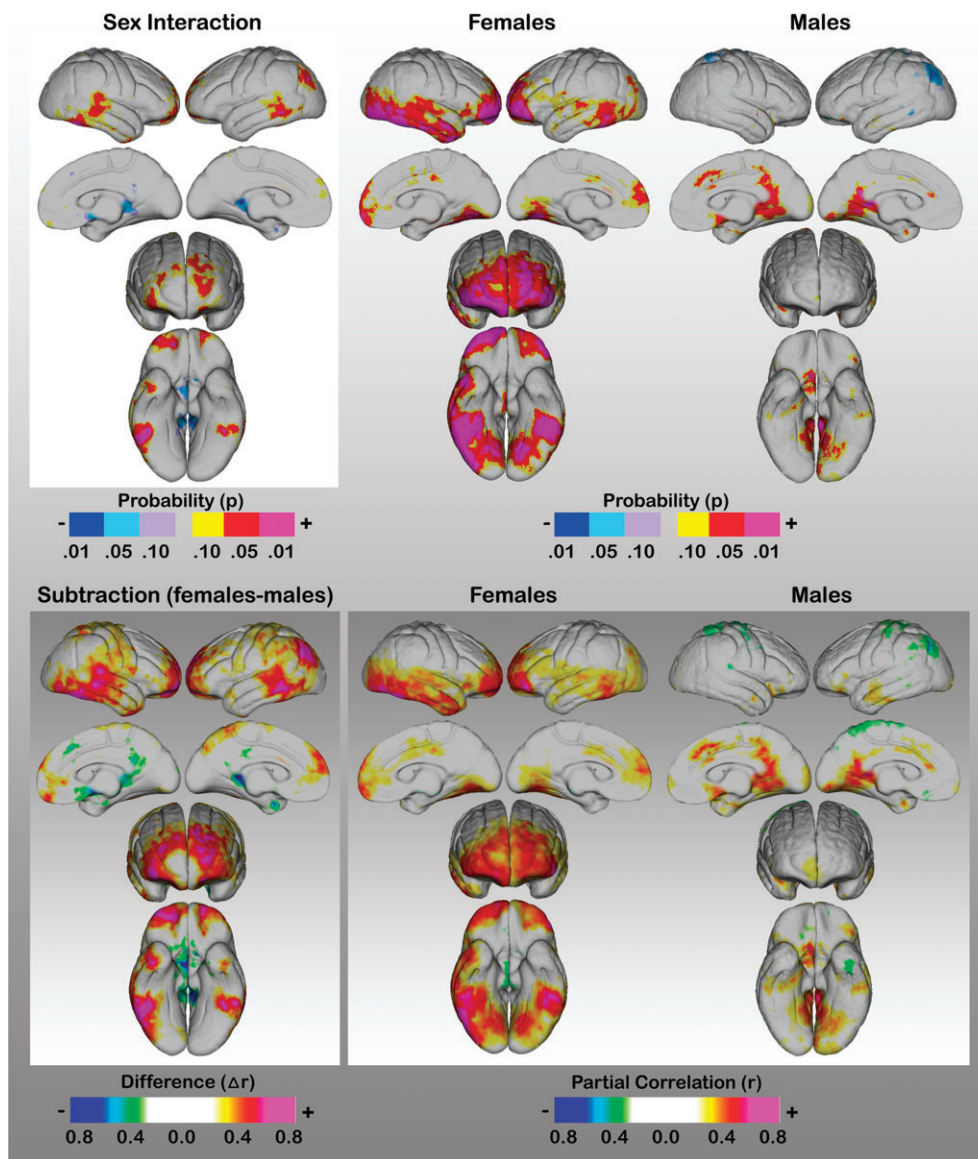 Sex Interaction Females Males
Probability (p) Probability (p)
- + - +
.01 .05 .10 .10 .05 .01 .01 .05 .10 .10 .05 .01
Subtraction (females-males) Females Males
Difference (Δr) Partial Correlation (r)
- + - +
0.8 0.4 0.0 0.4 0.8 0.8 0.4 0.0 0.4 0.8